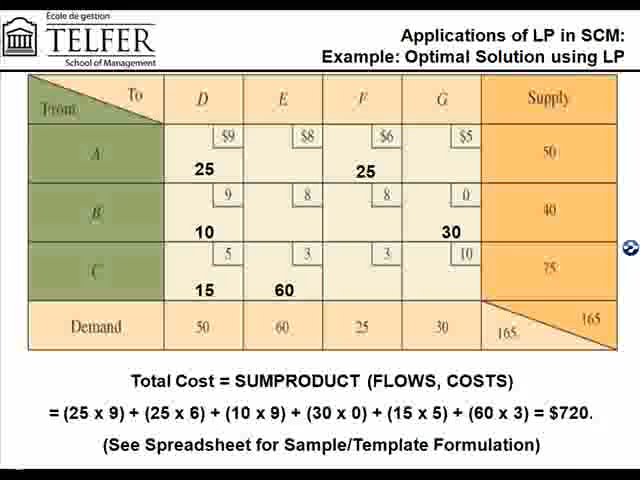 École de gestion
TELFER
School of Management
Applications of LP in SCM:
Example: Optimal Solution using LP
From To D E F G Supply
A $9 $8 $6 $5 50
25 25
B 9 8 8 0 40
10 30
C 5 3 3 10 75
15 60
Demand 50 60 25 30 165 165
Total Cost = SUMPRODUCT (FLOWS, COSTS)
= (25 x 9) + (25 x 6) + (10 x 9) + (30 x 0) + (15 x 5) + (60 x 3) = $720.
(See Spreadsheet for Sample/Template Formulation)